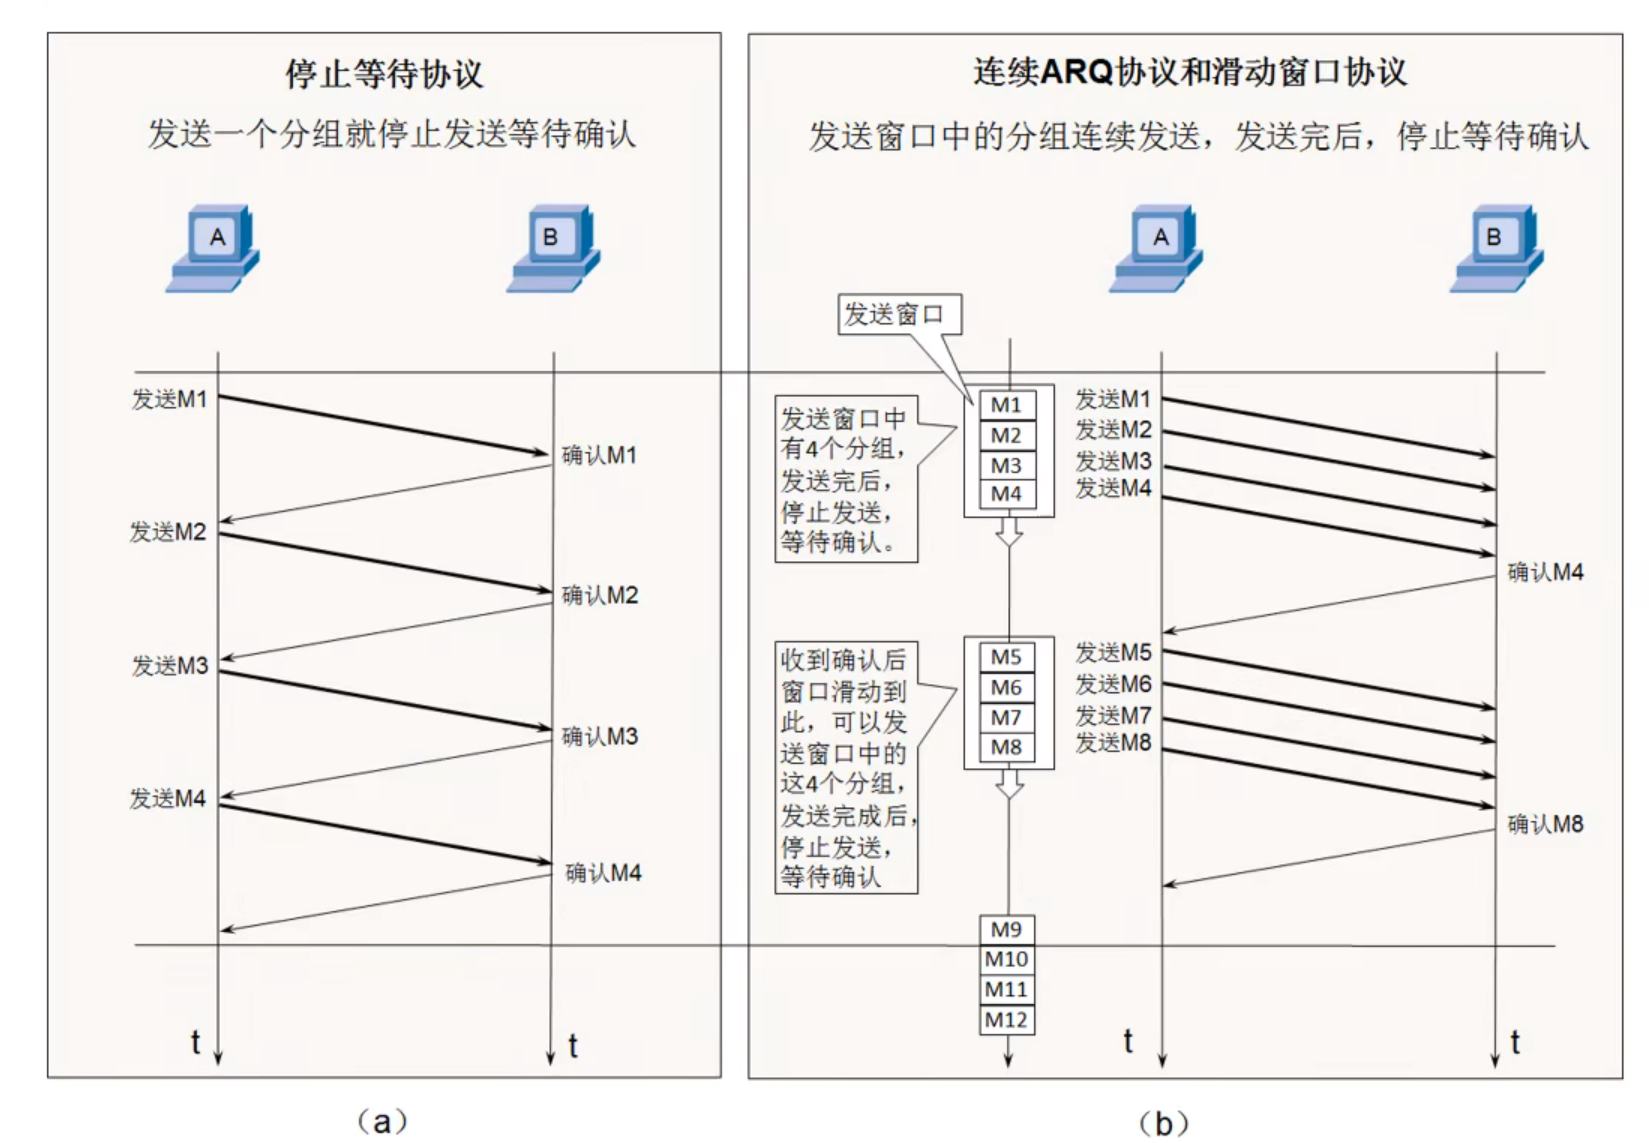 停止等待协议
发送一个分组就停止发送等待确认
A
B
发送M1
确认M1
发送M2
确认M2
发送M3
确认M3
发送M4
确认M4
t
t
（a）
连续ARQ协议和滑动窗口协议
发送窗口中的分组连续发送，发送完后，停止等待确认
A
B
发送窗口
发送窗口中
有4个分组，
发送完后，
停止发送，
等待确认。
M1
M2
M3
M4
发送M1
发送M2
发送M3
发送M4
确认M4
收到确认后
窗口滑动到
此，可以发
送窗口中的
这4个分组，
发送完成后，
停止发送，
等待确认
M5
M6
M7
M8
发送M5
发送M6
发送M7
发送M8
确认M8
M9
M10
M11
M12
t
t
（b）